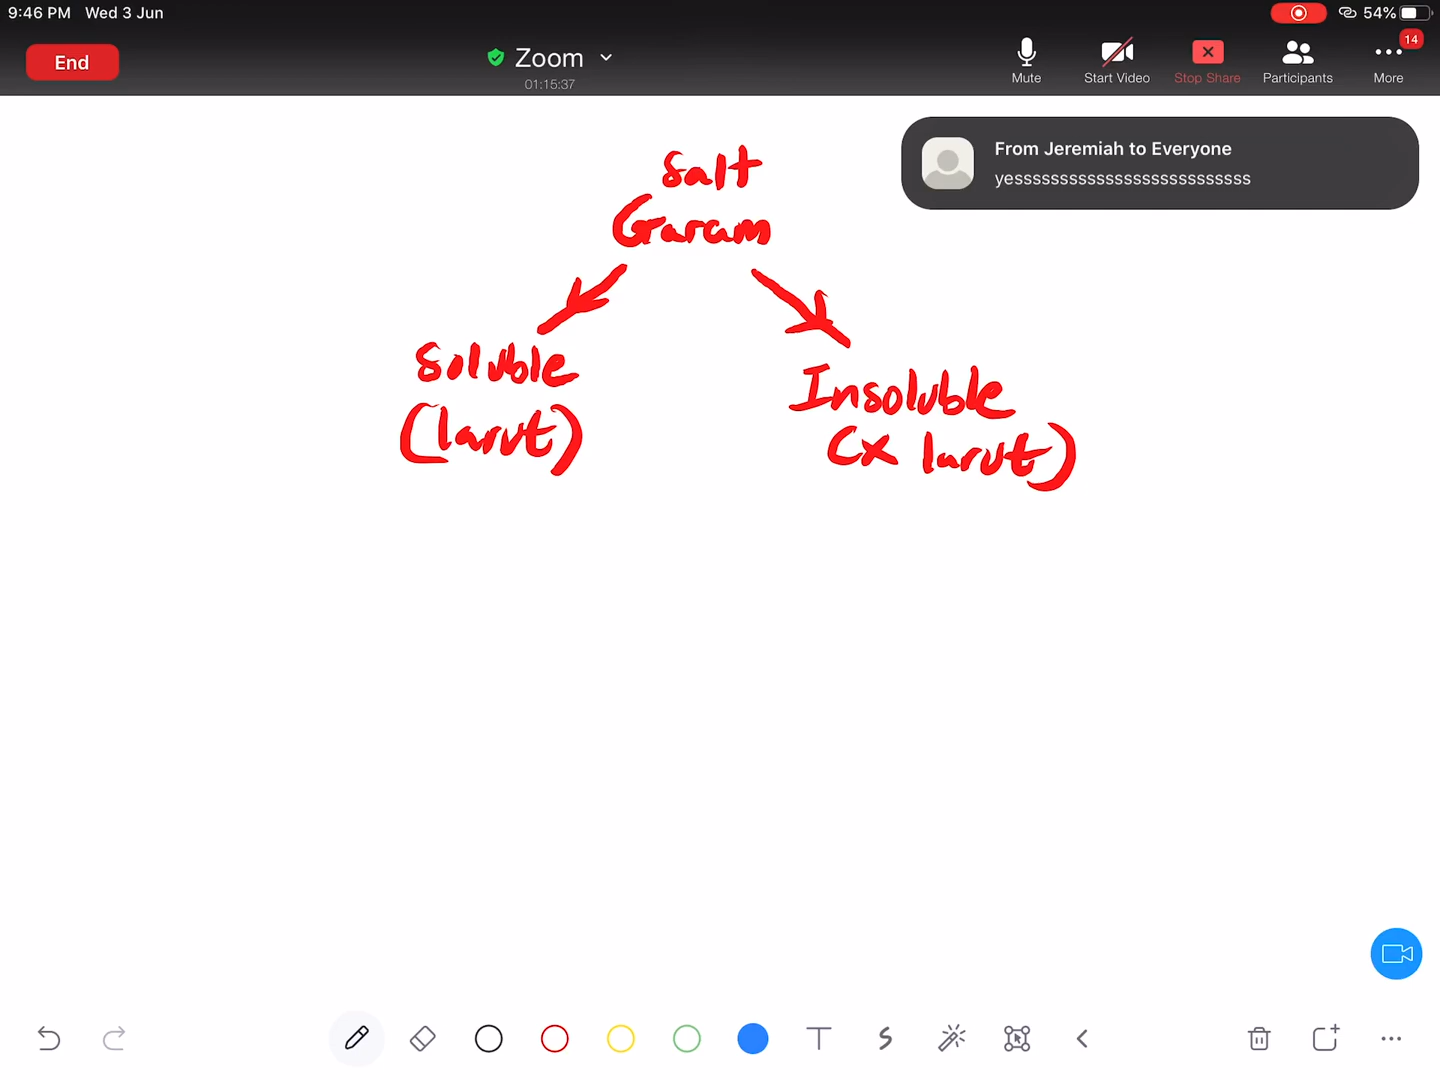 9:46 PM Wed 3 Jun
54%
End
Zoom
01:15:37
Mute
Start Video
Stop Share
Participants
More
14
From Jeremiah to Everyone
yesssssssssssssssssssssssssss
Salt
Garam
Soluble
(larut)
Insoluble
(x larut)